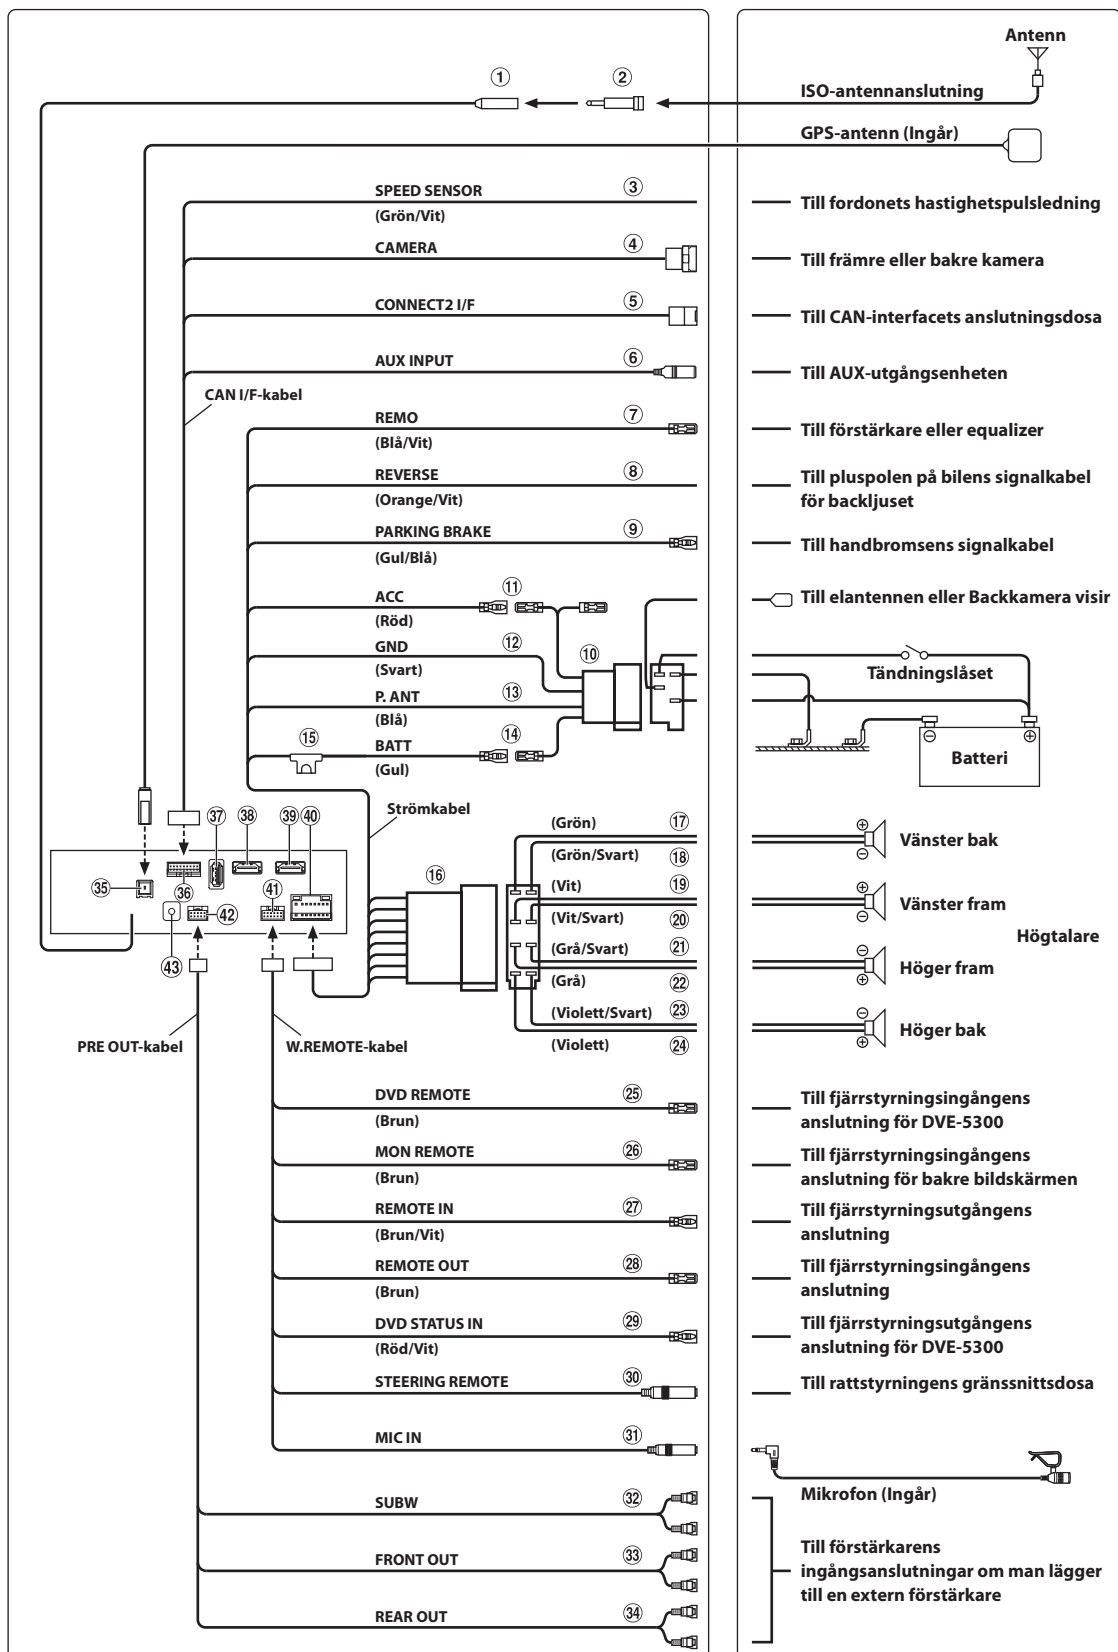 Antenn
① ②
ISO-antennanslutning
GPS-antenn (Ingår)
SPEED SENSOR ③
(Grön/Vit)
Till fordonets hastighetspulsledning
CAMERA ④
Till främre eller bakre kamera
CONNECT2 I/F ⑤
Till CAN-interfacets anslutningsdosa
AUX INPUT ⑥
Till AUX-utgångsenheten
CAN I/F-kabel
REMO ⑦
(Blå/Vit)
Till förstärkare eller equalizer
REVERSE ⑧
(Orange/Vit)
Till pluspolen på bilens signalkabel
för backljuset
PARKING BRAKE ⑨
(Gul/Blå)
Till handbromsens signalkabel
ACC ⑪
(Röd)
Till elantennen eller Backkamera visir
GND ⑫ ⑩
(Svart)
Tändningslåset
P. ANT ⑬
(Blå)
⑮ BATT ⑭
(Gul)
⊖ ⊕
Batteri
Strömkabel
㊲ ㊳ ㊴ ㊵
(Grön) ⑰
(Grön/Svart) ⑱
⊕
⊖
Vänster bak
㉟ ㊱ ㊶ ⑯
(Vit) ⑲
(Vit/Svart) ⑳
⊕
⊖
Vänster fram
㊷
Högtalare
㊸
(Grå/Svart) ㉑
(Grå) ㉒
⊖
⊕
Höger fram
(Violett/Svart) ㉓
(Violett) ㉔
⊖
⊕
Höger bak
PRE OUT-kabel
W.REMOTE-kabel
DVD REMOTE ㉕
(Brun)
Till fjärrstyrningsingångens
anslutning för DVE-5300
MON REMOTE ㉖
(Brun)
Till fjärrstyrningsingångens
anslutning för bakre bildskärmen
REMOTE IN ㉗
(Brun/Vit)
Till fjärrstyrningsutgångens
anslutning
REMOTE OUT ㉘
(Brun)
Till fjärrstyrningsingångens
anslutning
DVD STATUS IN ㉙
(Röd/Vit)
Till fjärrstyrningsutgångens
anslutning för DVE-5300
STEERING REMOTE ㉚
Till rattstyrningens gränssnittsdosa
MIC IN ㉛
Mikrofon (Ingår)
SUBW ㉜
FRONT OUT ㉝
REAR OUT ㉞
Till förstärkarens
ingångsanslutningar om man lägger
till en extern förstärkare